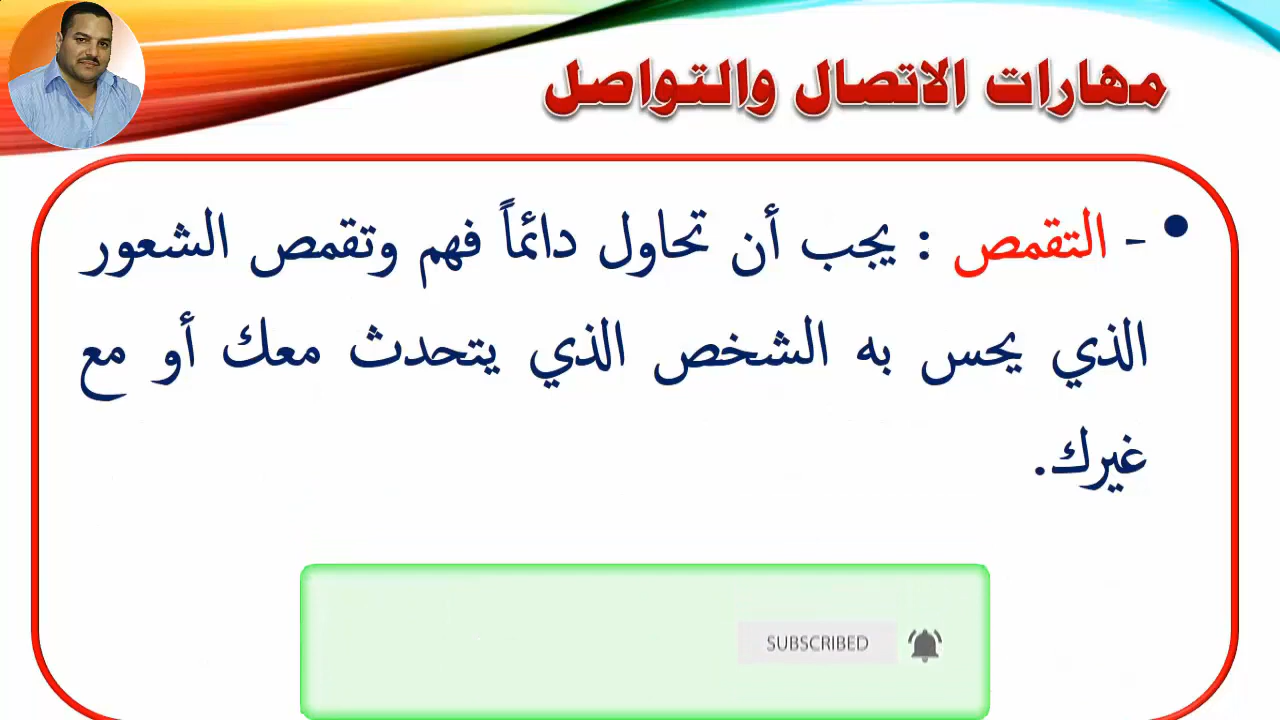 مهارات الاتصال والتواصل
• - التقمص : يجب أن تحاول دائماً فهم وتقمص الشعور
الذي يحس به الشخص الذي يتحدث معك أو مع
غيرك.
SUBSCRIBED